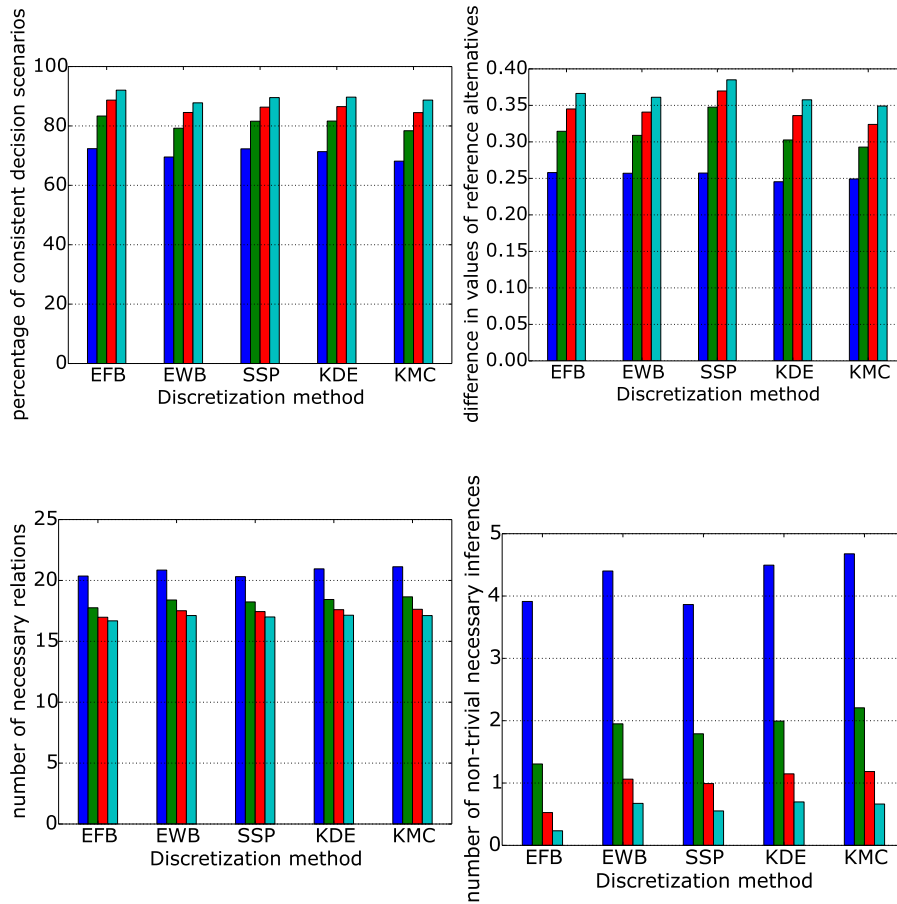 percentage of consistent decision scenarios
100
80
60
40
20
0
EFB EWB SSP KDE KMC
Discretization method
difference in values of reference alternatives
0.40
0.35
0.30
0.25
0.20
0.15
0.10
0.05
0.00
EFB EWB SSP KDE KMC
Discretization method
number of necessary relations
25
20
15
10
5
0
EFB EWB SSP KDE KMC
Discretization method
number of non-trivial necessary inferences
5
4
3
2
1
0
EFB EWB SSP KDE KMC
Discretization method